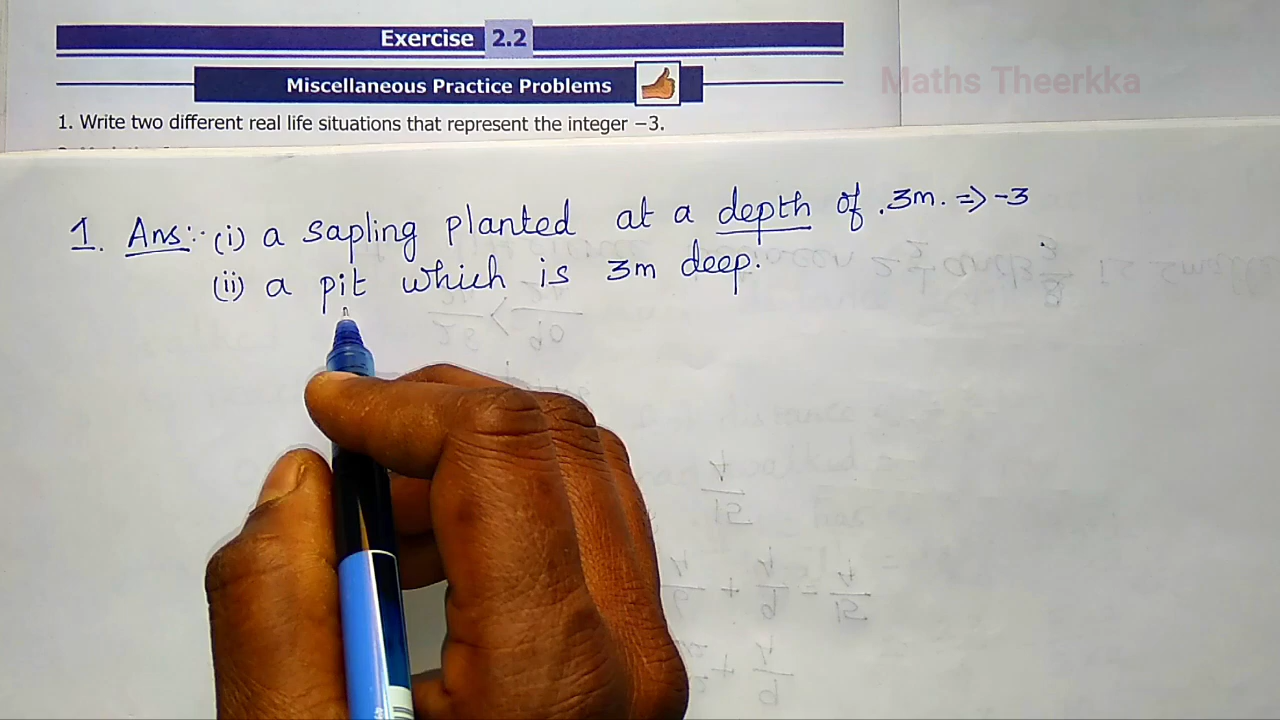 Exercise 2.2
Miscellaneous Practice Problems
Maths Theerkka
1. Write two different real life situations that represent the integer −3.
1. Ans:- (i) a sapling planted at a depth of .3m. => -3
(ii) a pit which is 3m deep.